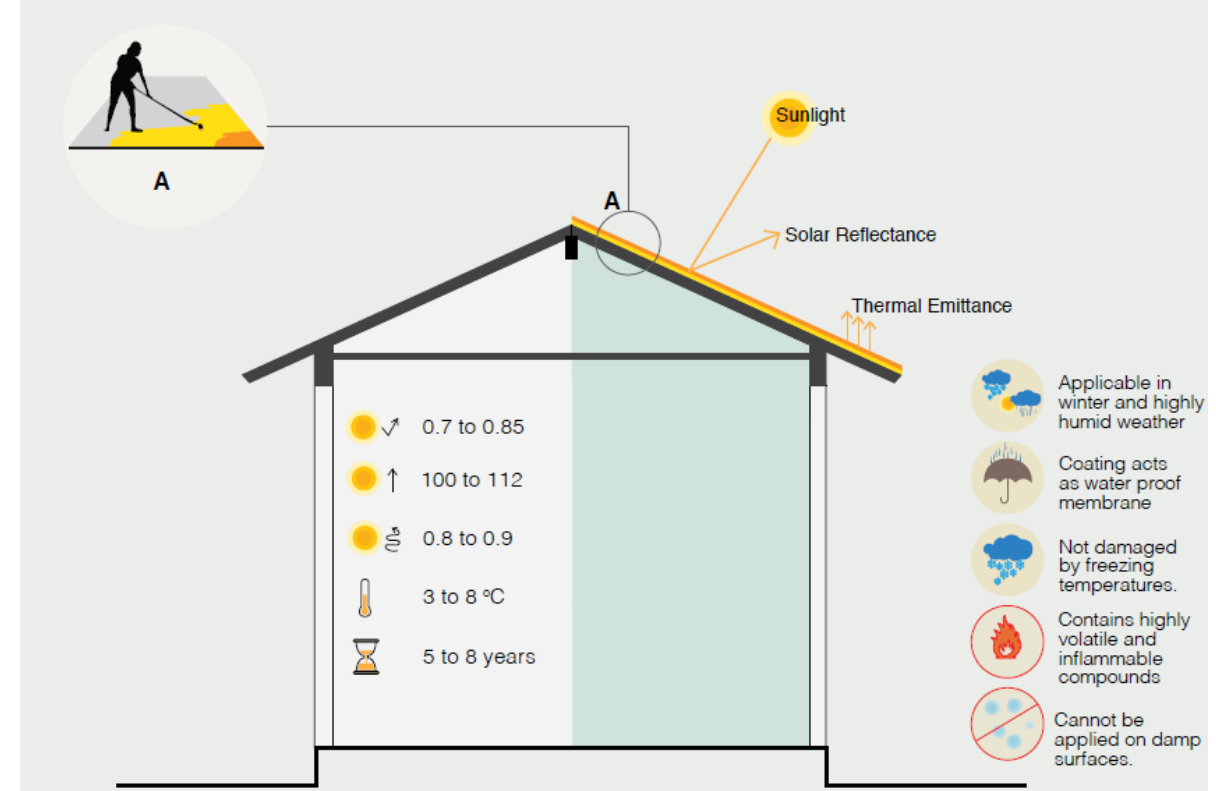 A
Sunlight
A
Solar Reflectance
Thermal Emittance
0.7 to 0.85
100 to 112
0.8 to 0.9
3 to 8 ºC
5 to 8 years
Applicable in
winter and highly
humid weather
Coating acts
as water proof
membrane
Not damaged
by freezing
temperatures.
Contains highly
volatile and
inflammable
compounds
Cannot be
applied on damp
surfaces.